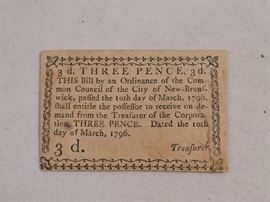 3 d. THREE PENCE. 3 d.
THIS Bill by an Ordinance of the Com-
mon Council of the City of New-Brunf-
wick, passed the 10th day of March, 1796,
shall entitle the possessor to receive on de-
mand from the Treasurer of the Corpora-
tion, THREE PENCE. Dated the 10th
day of March, 1796.
3 d. Treasurer